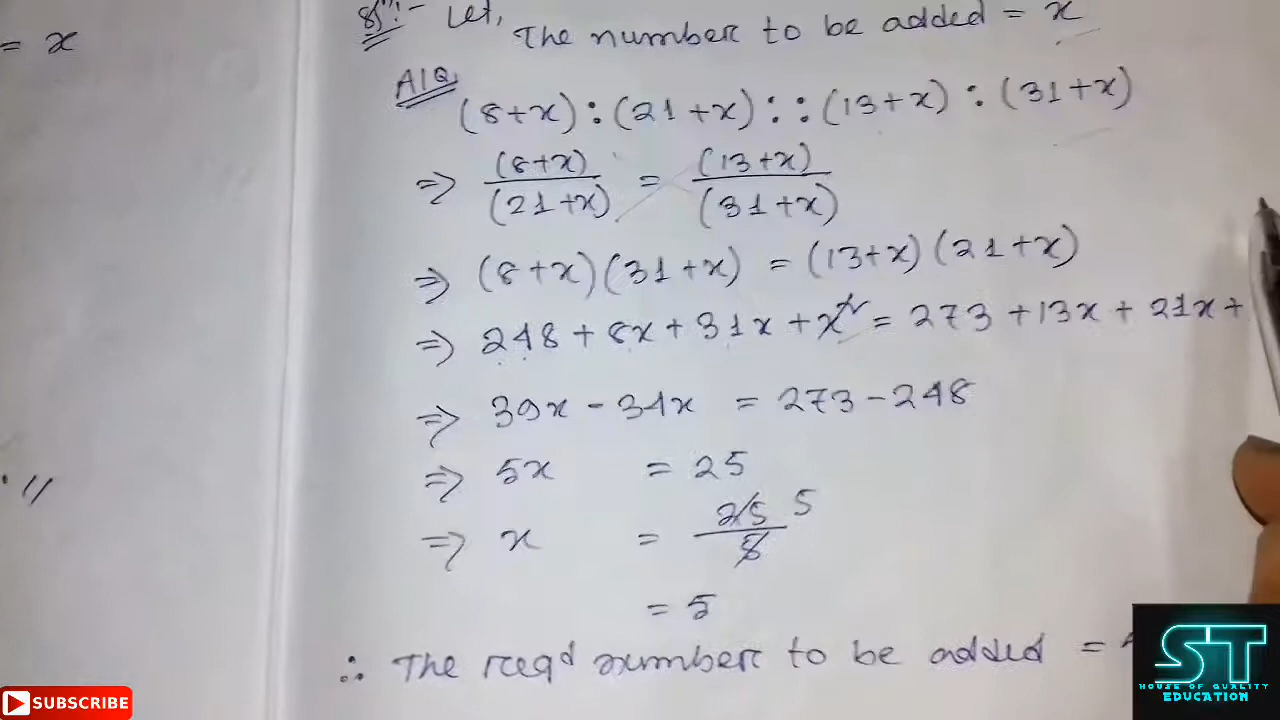 = x
Solⁿ:- Let,
The number to be added = x
A/Q,
(8+x) : (21+x) :: (13+x) : (31+x)
⇒ (8+x)/(21+x) = (13+x)/(31+x)
⇒ (8+x)(31+x) = (13+x)(21+x)
⇒ 248 + 8x + 31x + x² = 273 + 13x + 21x +
⇒ 39x - 34x = 273 - 248
⇒ 5x = 25
⇒ x = 25/5 5
= 5
∴ The reqd number to be added =
ST
HOUSE OF QUALITY
EDUCATION
SUBSCRIBE